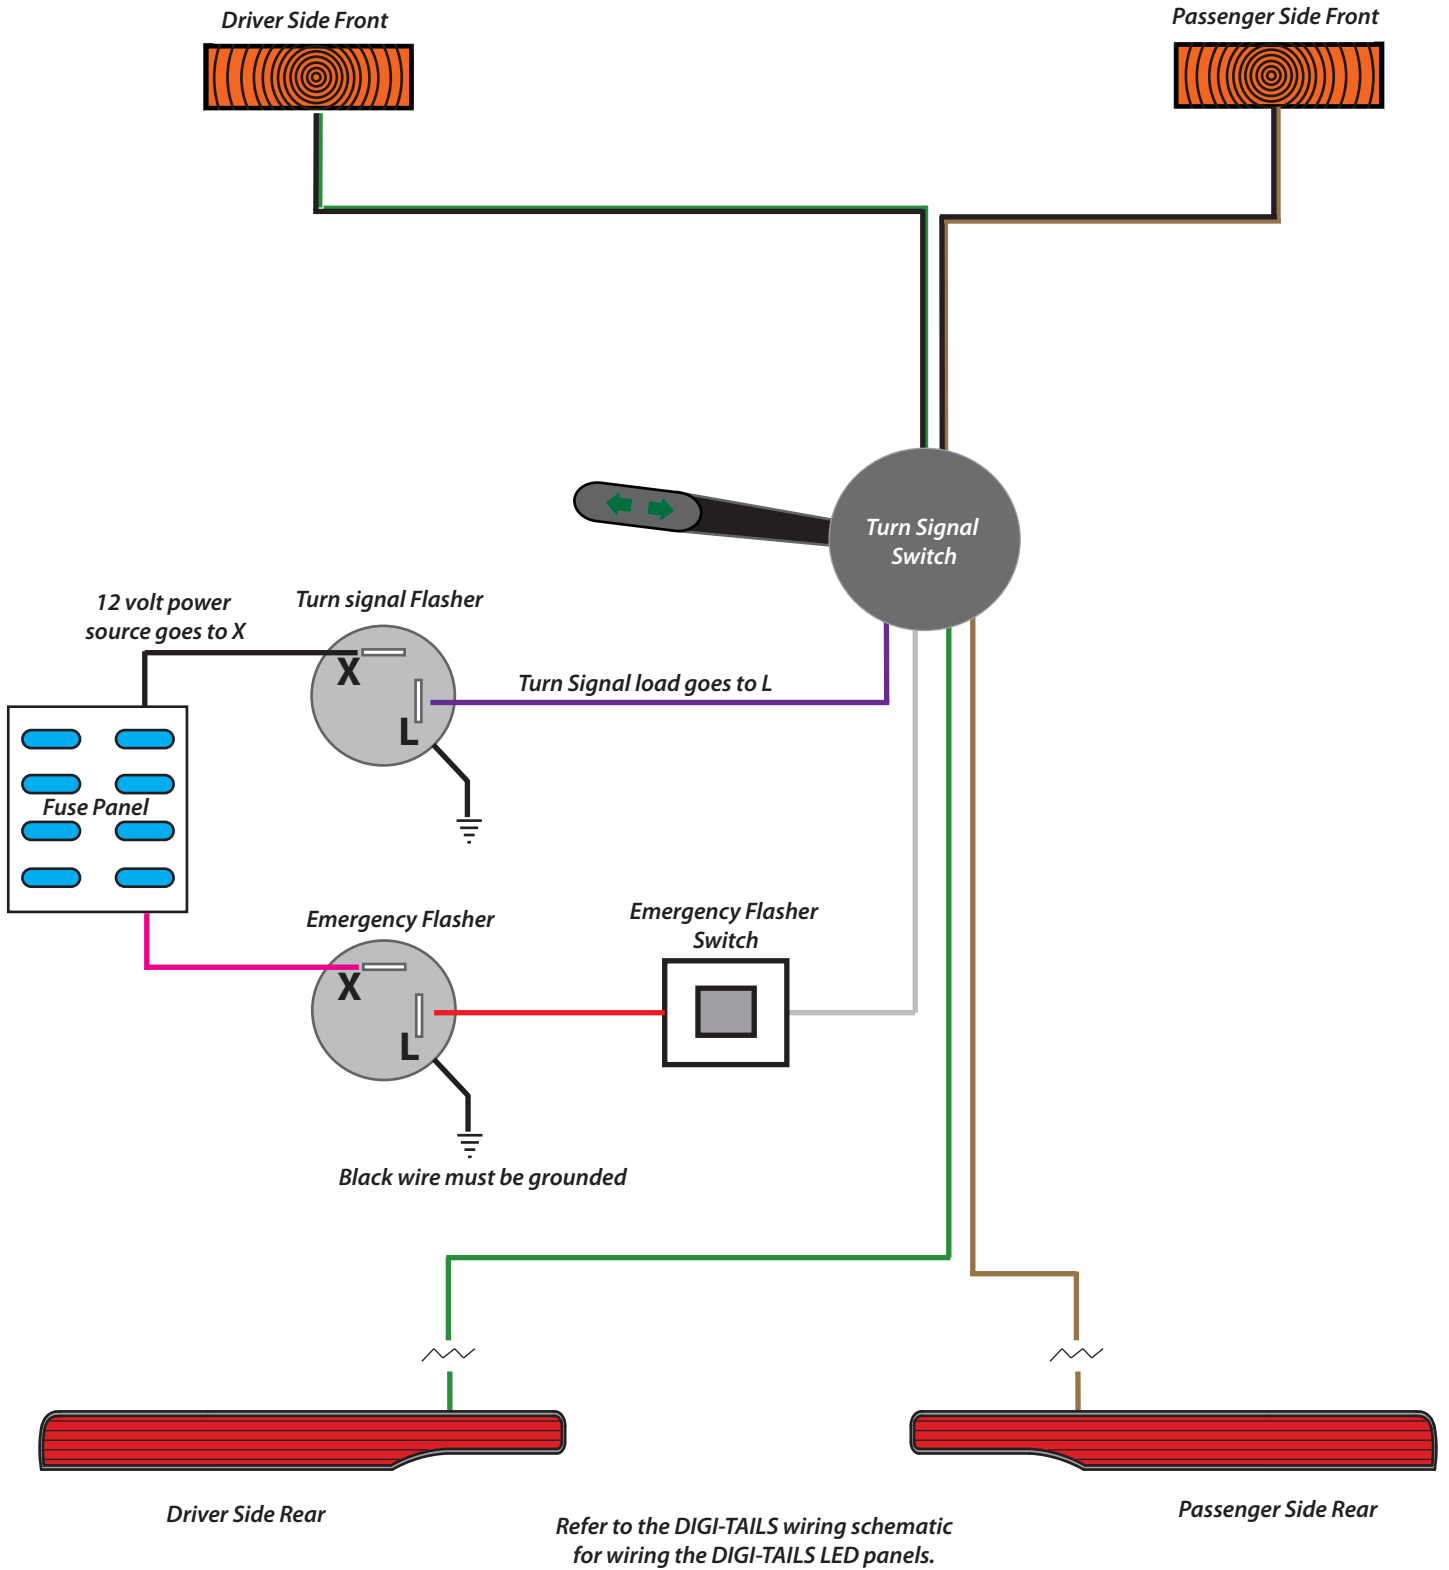 Driver Side Front
Passenger Side Front
Turn Signal
Switch
12 volt power
source goes to X
Turn signal Flasher
X
Turn Signal load goes to L
L
Fuse Panel
Emergency Flasher
Emergency Flasher
Switch
X
L
Black wire must be grounded
Driver Side Rear
Passenger Side Rear
Refer to the DIGI-TAILS wiring schematic
for wiring the DIGI-TAILS LED panels.